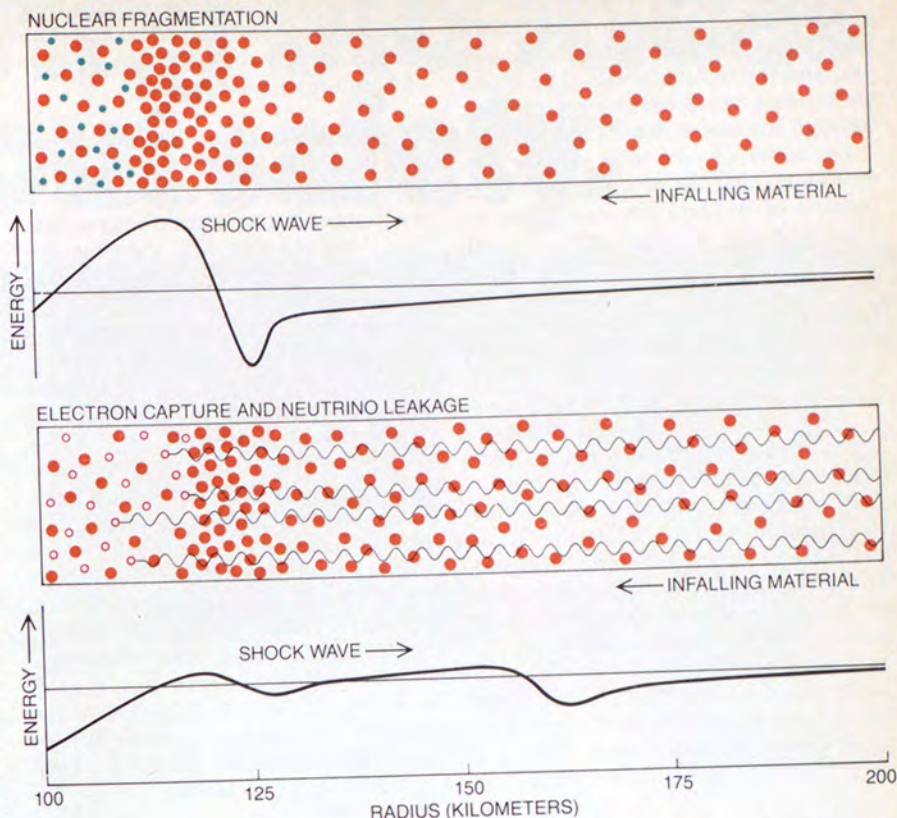 NUCLEAR FRAGMENTATION
← INFALLING MATERIAL
SHOCK WAVE →
ENERGY →
ELECTRON CAPTURE AND NEUTRINO LEAKAGE
← INFALLING MATERIAL
SHOCK WAVE →
ENERGY →
100 125 150 175 200
RADIUS (KILOMETERS)